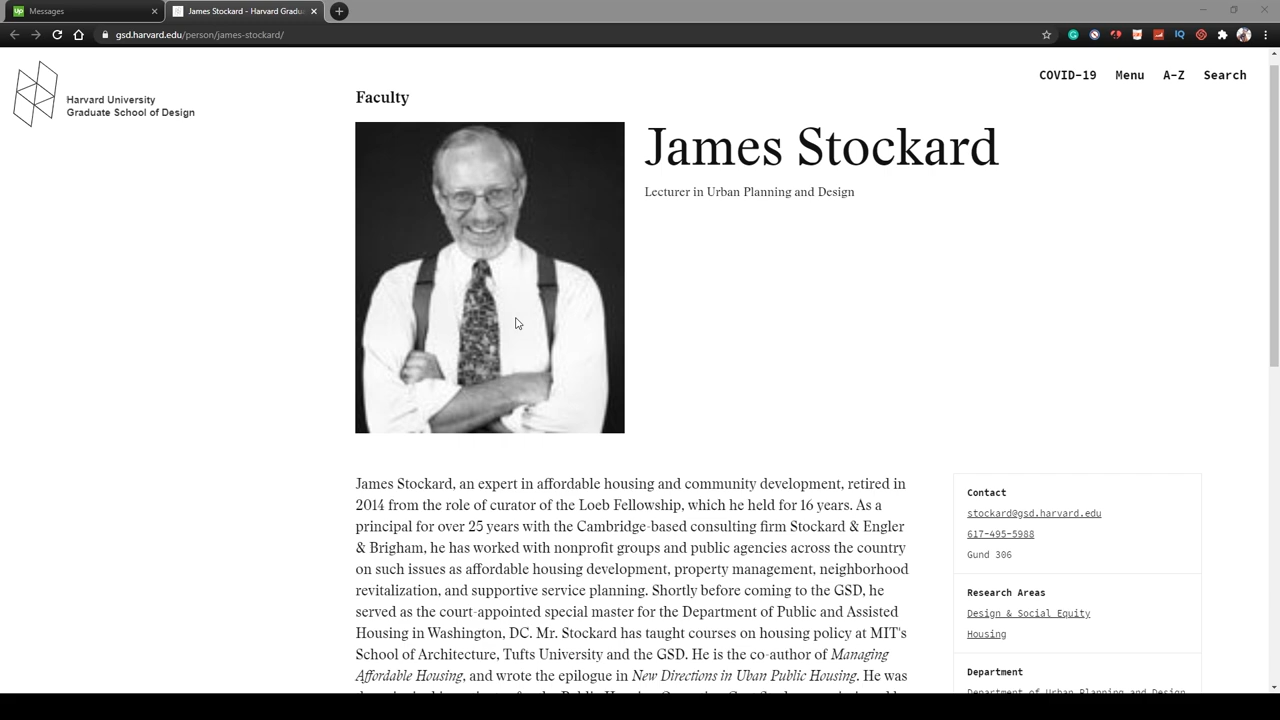 Up Messages
James Stockard - Harvard Gradu
gsd.harvard.edu/person/james-stockard/
IQ
COVID-19 Menu A-Z Search
Harvard University
Graduate School of Design
Faculty
James Stockard
Lecturer in Urban Planning and Design
James Stockard, an expert in affordable housing and community development, retired in
2014 from the role of curator of the Loeb Fellowship, which he held for 16 years. As a
principal for over 25 years with the Cambridge-based consulting firm Stockard & Engler
& Brigham, he has worked with nonprofit groups and public agencies across the country
on such issues as affordable housing development, property management, neighborhood
revitalization, and supportive service planning. Shortly before coming to the GSD, he
served as the court-appointed special master for the Department of Public and Assisted
Housing in Washington, DC. Mr. Stockard has taught courses on housing policy at MIT's
School of Architecture, Tufts University and the GSD. He is the co-author of Managing
Affordable Housing, and wrote the epilogue in New Directions in Uban Public Housing. He was
Contact
stockard@gsd.harvard.edu
617-495-5988
Gund 306
Research Areas
Design & Social Equity
Housing
Department
Department of Urban Planning and Design